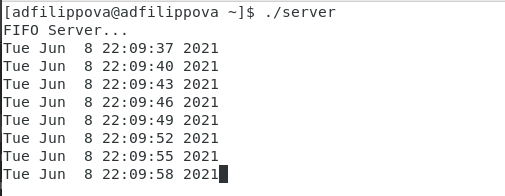 [adfilippova@adfilippova ~]$ ./server
FIFO Server...
Tue Jun  8 22:09:37 2021
Tue Jun  8 22:09:40 2021
Tue Jun  8 22:09:43 2021
Tue Jun  8 22:09:46 2021
Tue Jun  8 22:09:49 2021
Tue Jun  8 22:09:52 2021
Tue Jun  8 22:09:55 2021
Tue Jun  8 22:09:58 2021